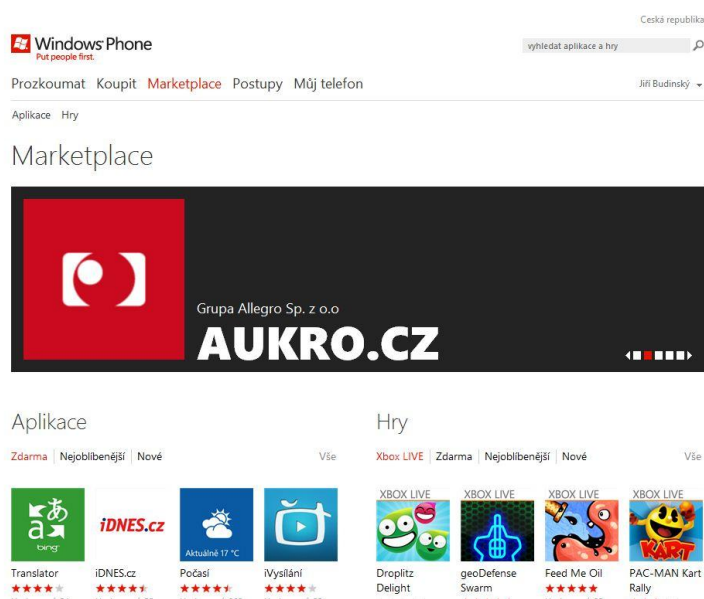 Česká republika
Windows Phone
Put people first.
vyhledat aplikace a hry
Prozkoumat Koupit Marketplace Postupy Můj telefon
Jiří Budinský
Aplikace Hry
Marketplace
Grupa Allegro Sp. z o.o
AUKRO.CZ
Aplikace
Hry
Zdarma Nejoblíbenější Nové Vše
Xbox LIVE Zdarma Nejoblíbenější Nové Vše
XBOX LIVE XBOX LIVE XBOX LIVE XBOX LIVE
あ
a
bing
iDNES.cz
Aktuálně 17 °C
čt
KART
Translator iDNES.cz Počasí iVysílání
Droplitz Delight
geoDefense Swarm
Feed Me Oil
PAC-MAN Kart Rally